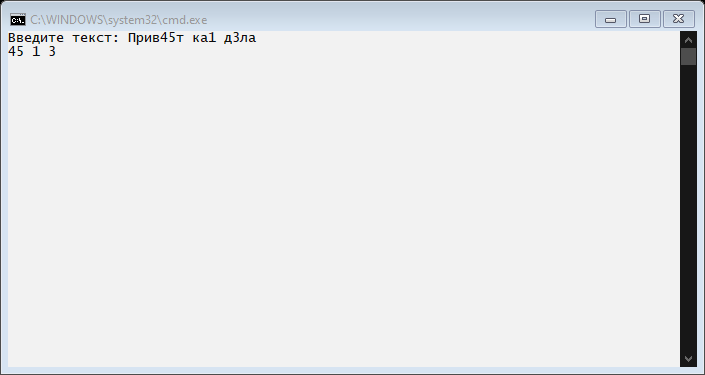 C:\WINDOWS\system32\cmd.exe
Введите текст: Прив45т ка1 д3ла
45 1 3